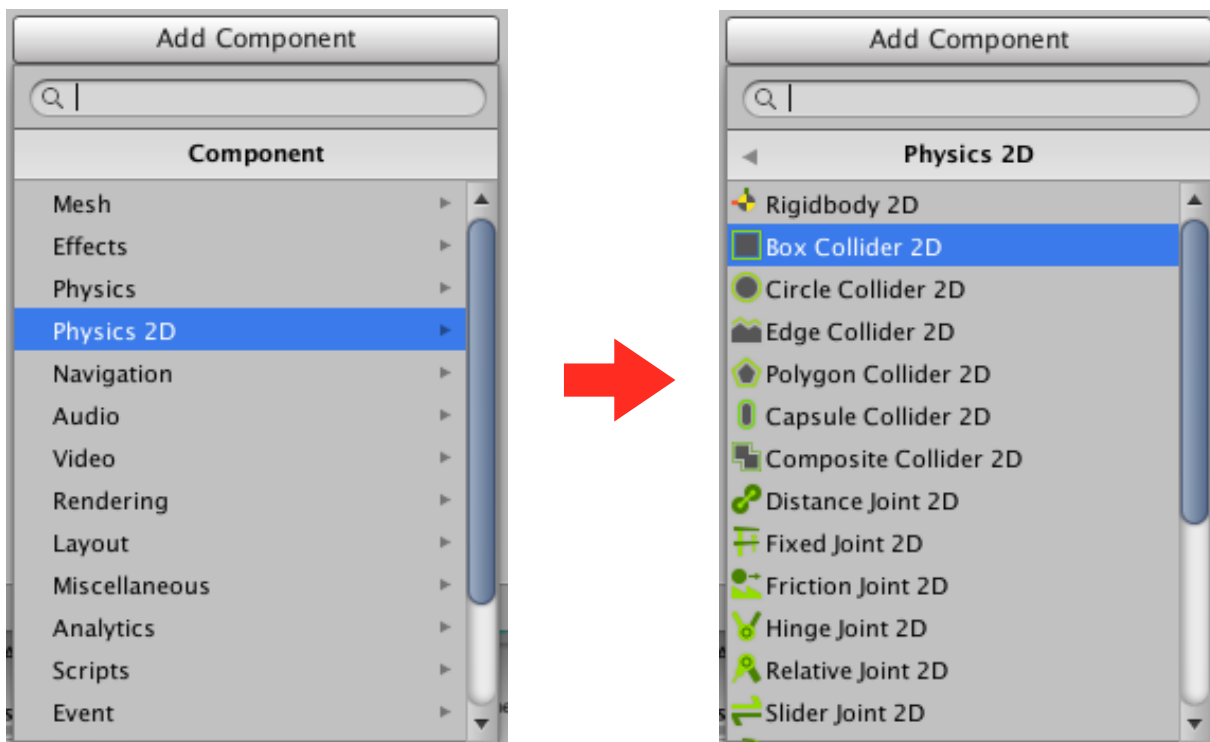 Add Component
Component
Mesh
Effects
Physics
Physics 2D
Navigation
Audio
Video
Rendering
Layout
Miscellaneous
Analytics
Scripts
Event
Add Component
Physics 2D
Rigidbody 2D
Box Collider 2D
Circle Collider 2D
Edge Collider 2D
Polygon Collider 2D
Capsule Collider 2D
Composite Collider 2D
Distance Joint 2D
Fixed Joint 2D
Friction Joint 2D
Hinge Joint 2D
Relative Joint 2D
Slider Joint 2D